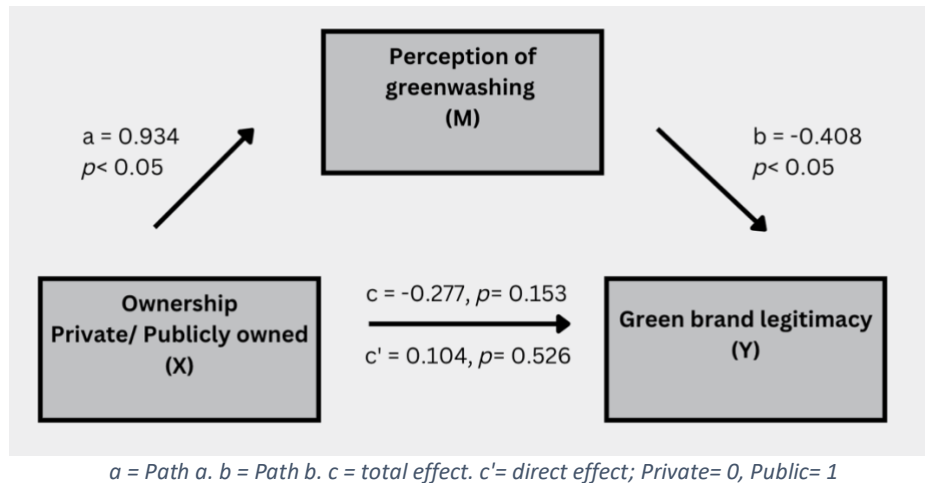 Perception of
greenwashing
(M)
a = 0.934
p< 0.05
b = -0.408
p< 0.05
Ownership
Private/ Publicly owned
(X)
c = -0.277, p= 0.153
c' = 0.104, p= 0.526
Green brand legitimacy
(Y)
a = Path a. b = Path b. c = total effect. c'= direct effect; Private= 0, Public= 1